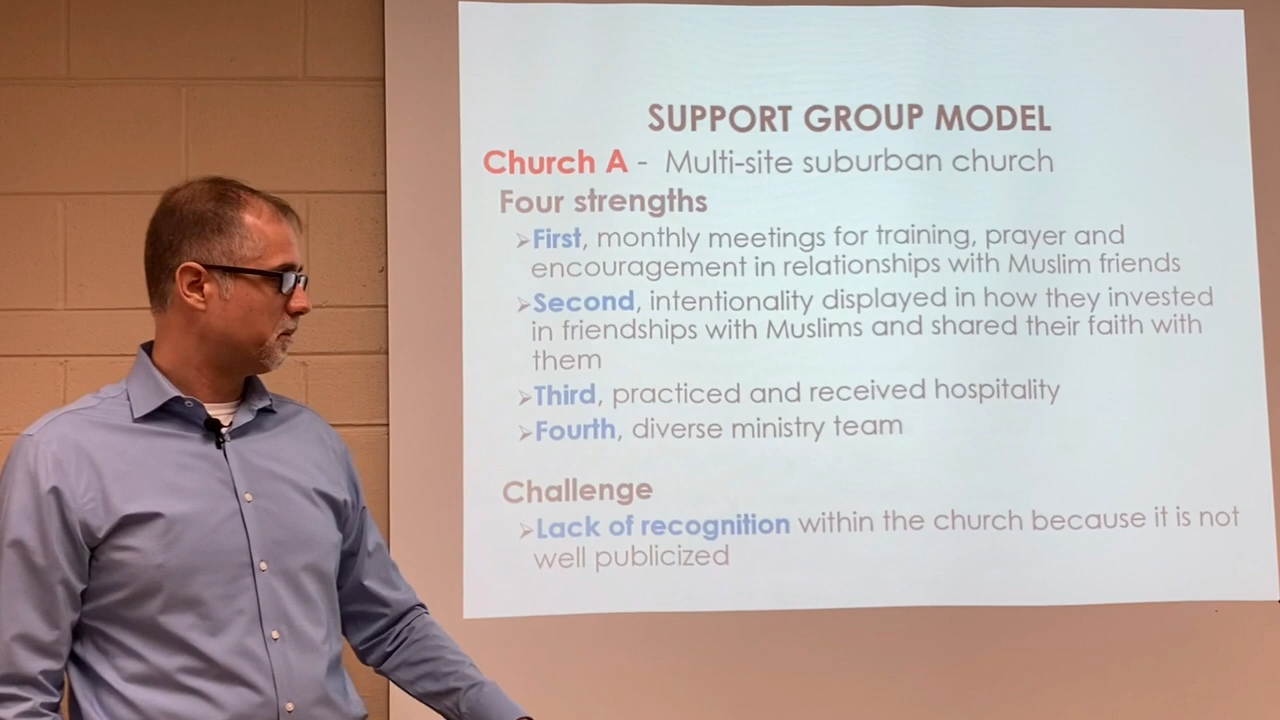 SUPPORT GROUP MODEL
Church A - Multi-site suburban church
Four strengths
➢First, monthly meetings for training, prayer and
encouragement in relationships with Muslim friends
➢Second, intentionality displayed in how they invested
in friendships with Muslims and shared their faith with
them
➢Third, practiced and received hospitality
➢Fourth, diverse ministry team
Challenge
➢Lack of recognition within the church because it is not
well publicized